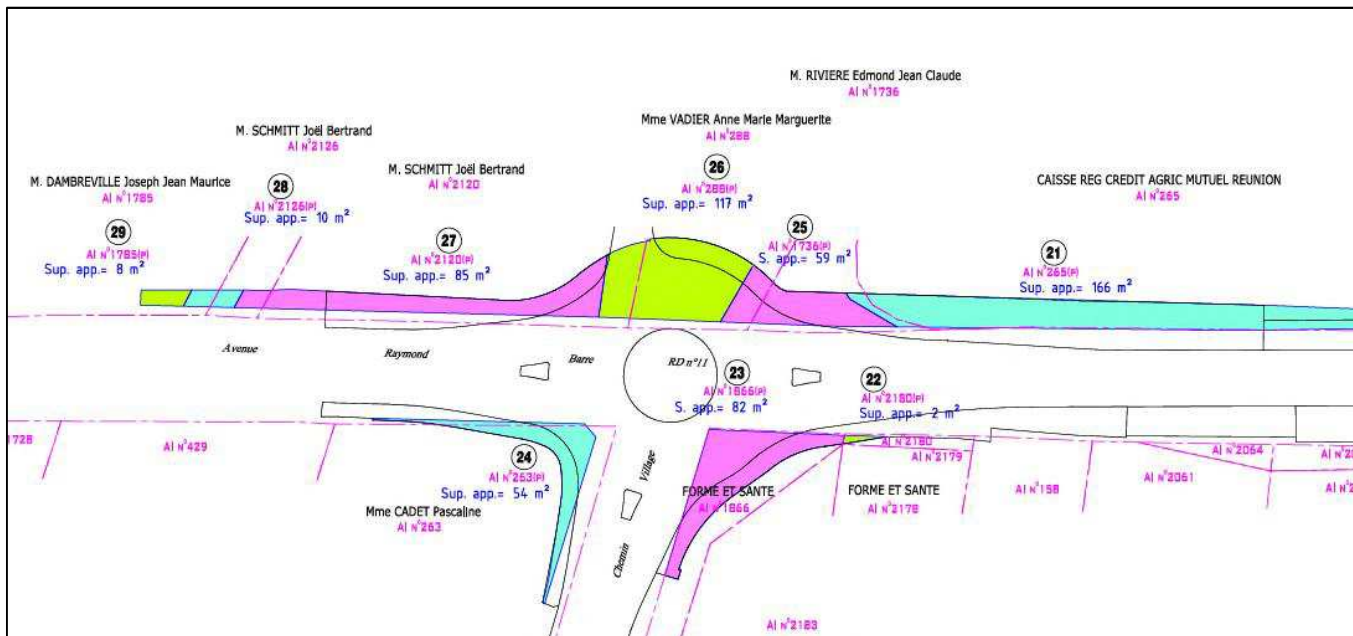 M. RIVIERE Edmond Jean Claude
AI N°1736
Mme VADIER Anne Marie Marguerite
AI N°288
M. SCHMITT Joël Bertrand
AI N°2126
M. SCHMITT Joël Bertrand
AI N°2120
M. DAMBREVILLE Joseph Jean Maurice
AI N°1785
CAISSE REG CREDIT AGRIC MUTUEL REUNION
AI N°265
26
AI N°288(P)
Sup. app.= 117 m²
28
AI N°2126(P)
Sup. app.= 10 m²
29
AI N°1785(P)
Sup. app.= 8 m²
27
AI N°2120(P)
Sup. app.= 85 m²
25
AI N°1736(P)
S. app.= 59 m²
21
AI N°265(P)
Sup. app.= 166 m²
Avenue Raymond Barre RD n°11
23
AI N°1866(P)
S. app.= 82 m²
22
AI N°2180(P)
Sup. app.= 2 m²
1728
AI N°429
24
AI N°263(P)
Sup. app.= 54 m²
Mme CADET Pascaline
AI N°263
Chemin Village
FORME ET SANTE
AI N°1866
FORME ET SANTE
AI N°2178
AI N°2180
AI N°2179
AI N°158
AI N°2061
AI N°2064
AI N°2183